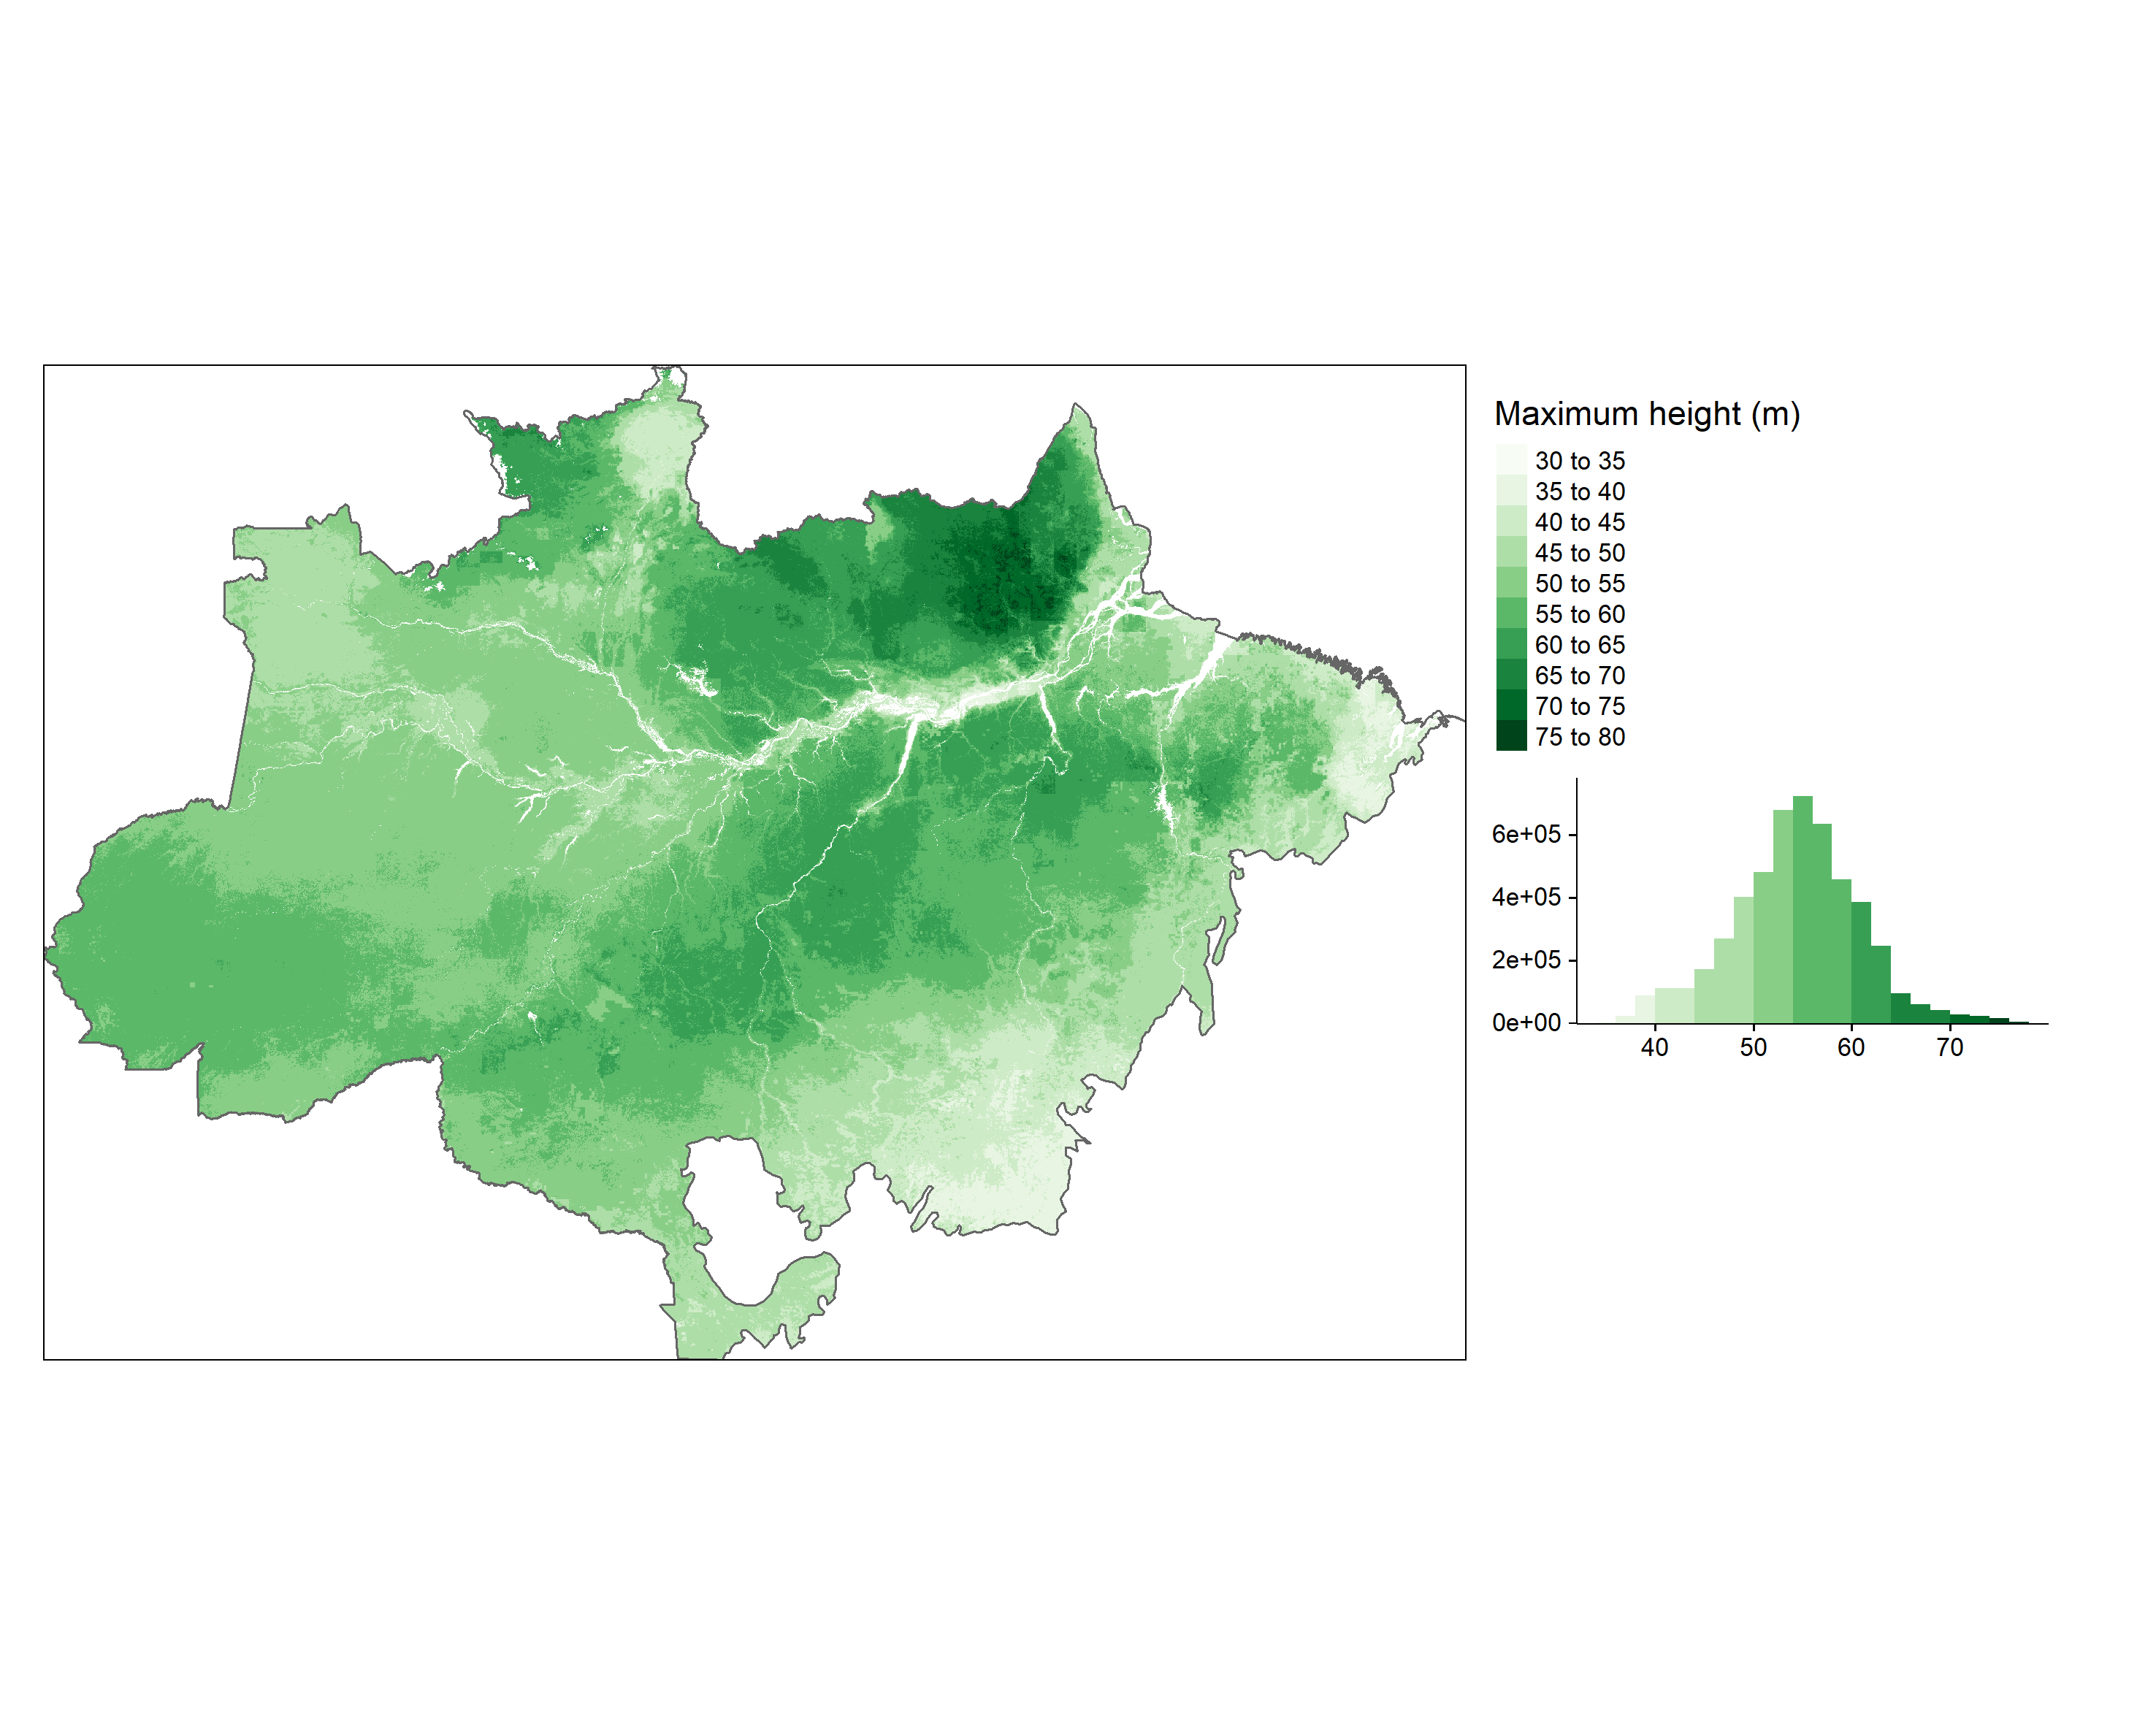 Maximum height (m)
30 to 35
35 to 40
40 to 45
45 to 50
50 to 55
55 to 60
60 to 65
65 to 70
70 to 75
75 to 80
6e+05
4e+05
2e+05
0e+00
40 50 60 70